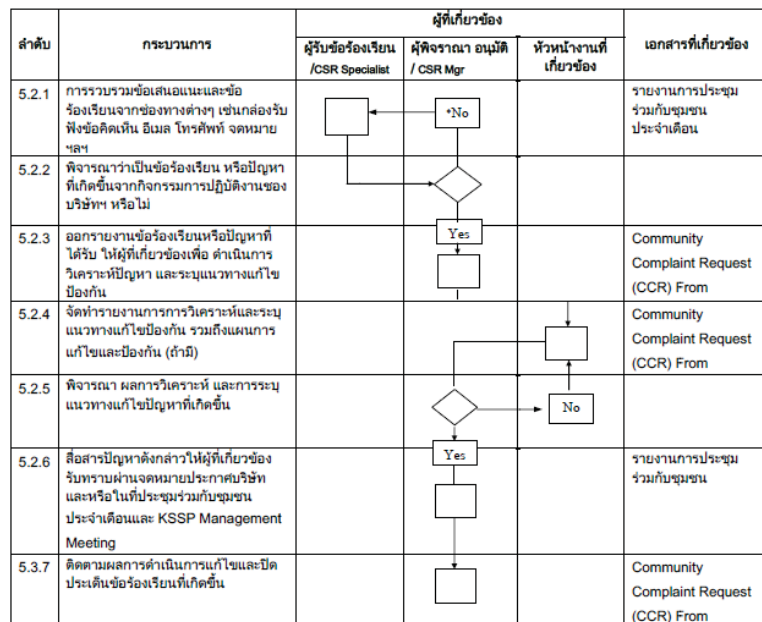 ลำดับ
กระบวนการ
ผู้ที่เกี่ยวข้อง
ผู้รับข้อร้องเรียน
/CSR Specialist
ผู้พิจราณา อนุมัติ
/ CSR Mgr
หัวหน้างานที่
เกี่ยวข้อง
เอกสารที่เกี่ยวข้อง
5.2.1
การรวบรวมข้อเสนอแนะและข้อ
ร้องเรียนจากช่องทางต่างๆ เช่นกล่องรับ
ฟังข้อคิดเห็น อีเมล โทรศัพท์ จดหมาย
ฯลฯ
*No
รายงานการประชุม
ร่วมกับชุมชน
ประจำเดือน
5.2.2
พิจารณาว่าเป็นข้อร้องเรียน หรือปัญหา
ที่เกิดขึ้นจากกิจกรรมการปฏิบัติงานของ
บริษัทฯ หรือไม่
5.2.3
ออกรายงานข้อร้องเรียนหรือปัญหาที่
ได้รับ ให้ผู้ที่เกี่ยวข้องเพื่อ ดำเนินการ
วิเคราะห์ปัญหา และระบุแนวทางแก้ไข
ป้องกัน
Yes
Community
Complaint Request
(CCR) From
5.2.4
จัดทำรายงานการการวิเคราะห์และระบุ
แนวทางแก้ไขป้องกัน รวมถึงแผนการ
แก้ไขและป้องกัน (ถ้ามี)
Community
Complaint Request
(CCR) From
5.2.5
พิจารณา ผลการวิเคราะห์ และการระบุ
แนวทางแก้ไขปัญหาที่เกิดขึ้น
No
5.2.6
สื่อสารปัญหาดังกล่าวให้ผู้ที่เกี่ยวข้อง
รับทราบผ่านจดหมายประกาศบริษัท
และหรือในที่ประชุมร่วมกับชุมชน
ประจำเดือนและ KSSP Management
Meeting
Yes
รายงานการประชุม
ร่วมกับชุมชน
5.3.7
ติดตามผลการดำเนินการแก้ไขและปิด
ประเด็นข้อร้องเรียนที่เกิดขึ้น
Community
Complaint Request
(CCR) From